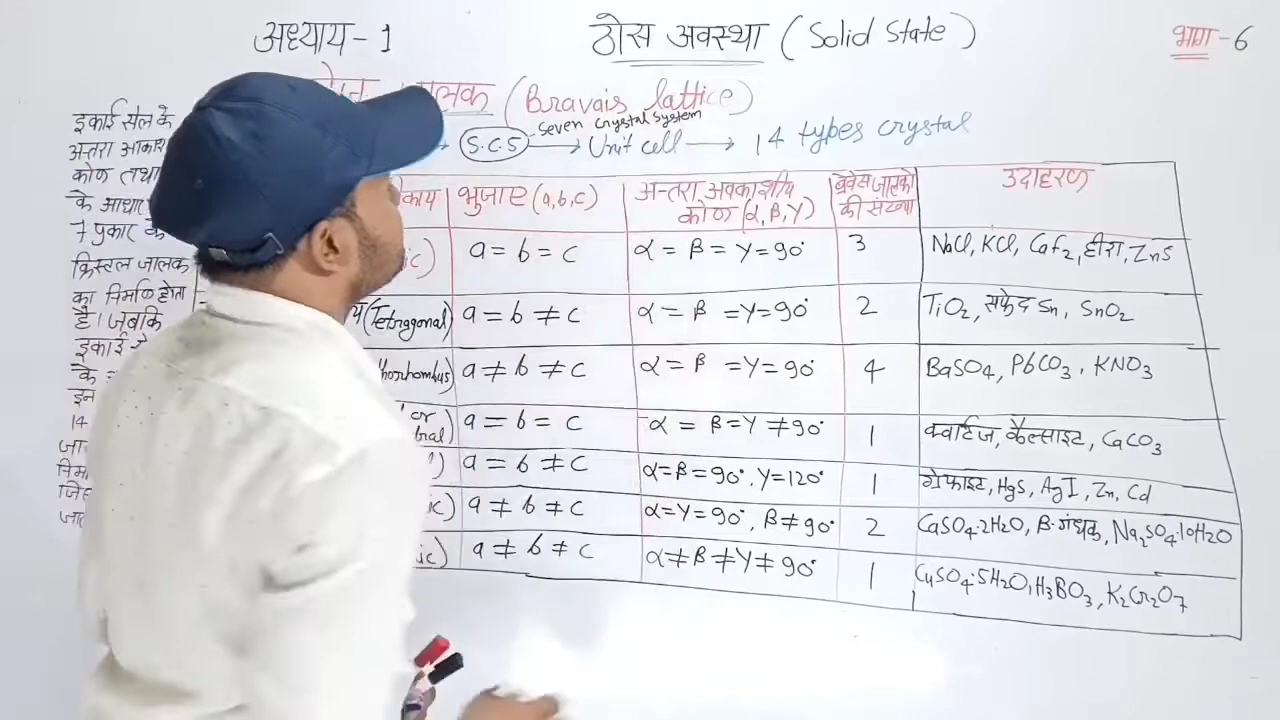 अध्याय - 1
ठोस अवस्था ( Solid State )
भाग - 6
(Bravais lattice)
S.C.S → Unit cell → 14 types crystal
Seven Crystal System
इकाई सेल के
अन्तरा आकार
कोण तथा
के आधार
7 प्रकार के
क्रिस्टल जालक
का निर्माण होता
है। जबकि
इकाई
के
इन
14
भुजाए (a,b,c) अन्तरा अवकाशीय कोण (α, β, γ) ब्रेवेस जालको की संख्या उदाहरण
a = b = c α = β = γ = 90° 3 NaCl, KCl, CaF2, हीरा, ZnS
(Tetragonal) a = b ≠ c α = β = γ = 90° 2 TiO2, सफेद Sn, SnO2
a ≠ b ≠ c α = β = γ = 90° 4 BaSO4, PbCO3, KNO3
or a = b = c α = β = γ ≠ 90° 1 क्वार्टज, कैल्साइट, CaCO3
a = b ≠ c α = β = 90°, γ = 120° 1 ग्रेफाइट, HgS, AgI, Zn, Cd
a ≠ b ≠ c α = γ = 90°, β ≠ 90° 2 CaSO4·2H2O, β-गंधक, Na2SO4·10H2O
a ≠ b ≠ c α ≠ β ≠ γ ≠ 90° 1 CuSO4·5H2O, H3BO3, K2Cr2O7